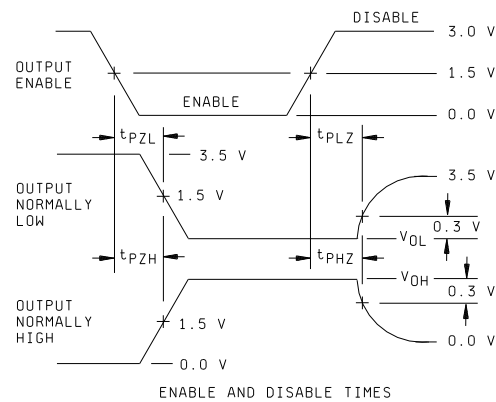 DISABLE
3.0 V
OUTPUT
ENABLE
1.5 V
ENABLE
0.0 V
tPZL
tPLZ
3.5 V
3.5 V
OUTPUT
NORMALLY
LOW
1.5 V
0.3 V
VOL
tPZH
tPHZ
VOH
0.3 V
OUTPUT
NORMALLY
HIGH
1.5 V
0.0 V
0.0 V
ENABLE AND DISABLE TIMES